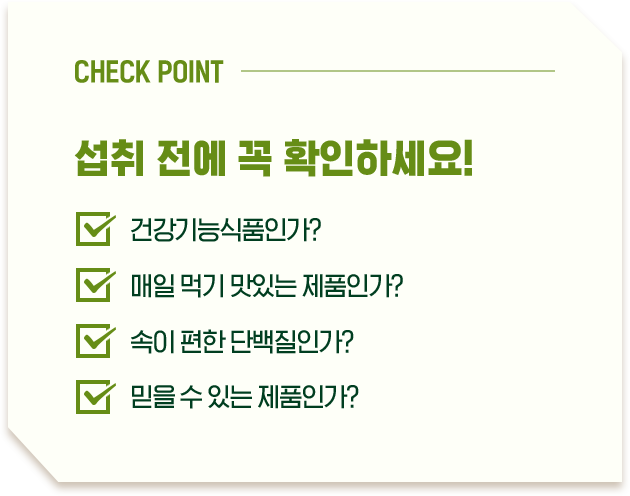 CHECK POINT
섭취 전에 꼭 확인하세요!
건강기능식품인가?
매일 먹기 맛있는 제품인가?
속이 편한 단백질인가?
믿을 수 있는 제품인가?